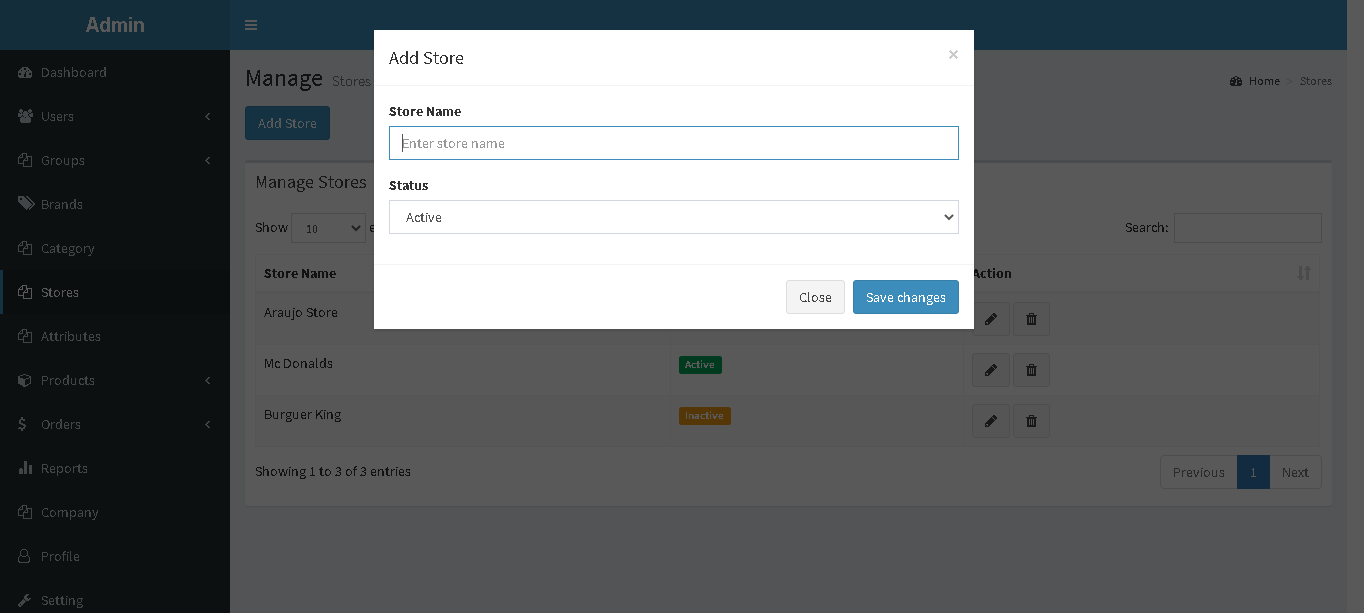 Admin
Dashboard
Users
Groups
Brands
Category
Stores
Attributes
Products
Orders
Reports
Company
Profile
Setting
Manage Stores
Home > Stores
Add Store
Manage Stores
Show 10 e
Search:
Store Name
Action
Araujo Store
Mc Donalds Active
Burguer King Inactive
Showing 1 to 3 of 3 entries
Previous 1 Next
Add Store ×
Store Name
Enter store name
Status
Active
Close Save changes